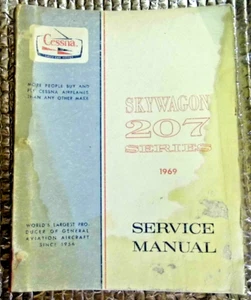 Cessna
MORE PEOPLE BUY AND
FLY CESSNA AIRPLANES
THAN ANY OTHER MAKE
SKYWAGON
207
SERIES
1969
WORLD'S LARGEST PRO-
DUCER OF GENERAL
AVIATION AIRCRAFT
SINCE 1956
SERVICE
MANUAL